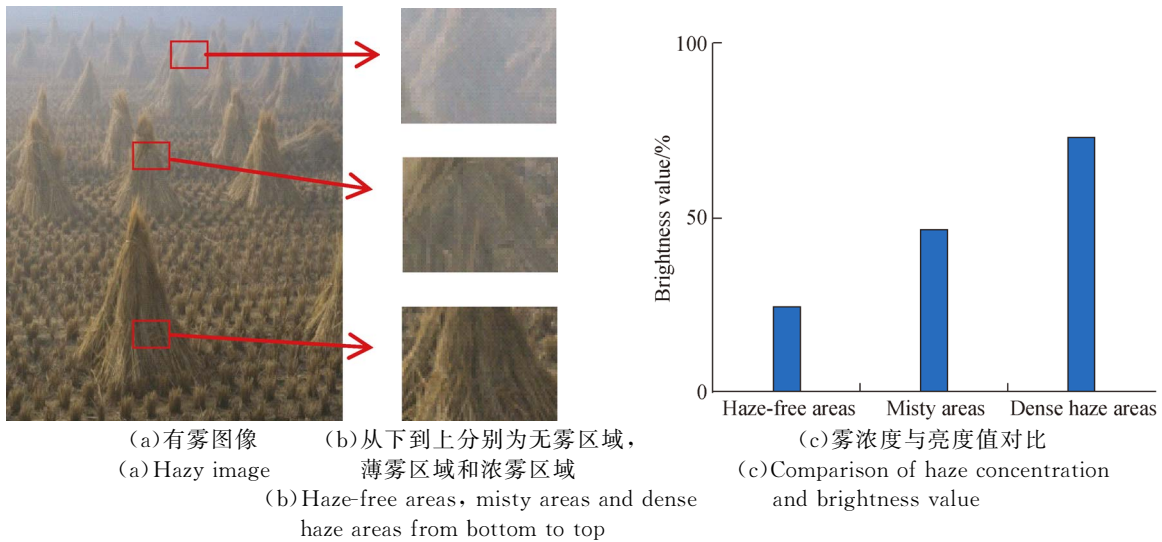 100
50
0
Brightness value/%
Haze-free areas
Misty areas
Dense haze areas
(a)有雾图像
(a)Hazy image
(b)从下到上分别为无雾区域，
薄雾区域和浓雾区域
(b)Haze-free areas, misty areas and dense
haze areas from bottom to top
(c)雾浓度与亮度值对比
(c)Comparison of haze concentration
and brightness value